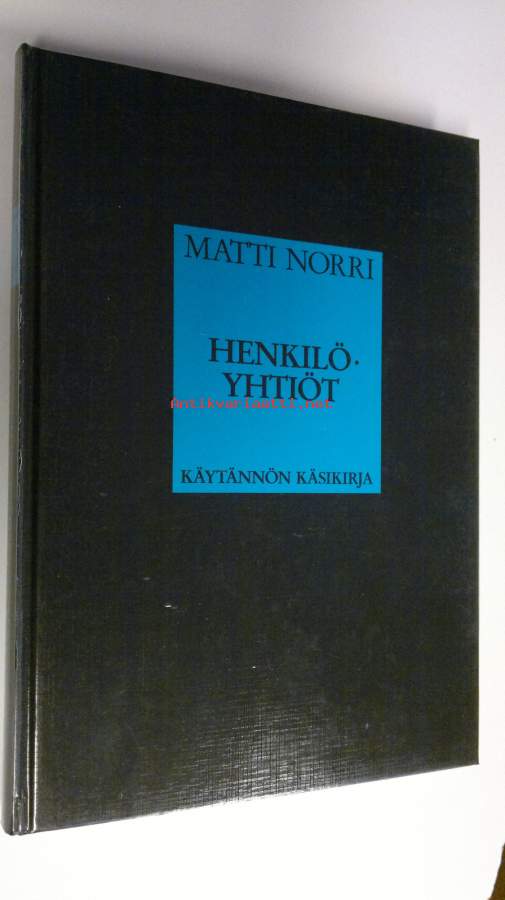 MATTI NORRI
HENKILÖ·
YHTIÖT
Antikvariaatti.net
KÄYTÄNNÖN KÄSIKIRJA